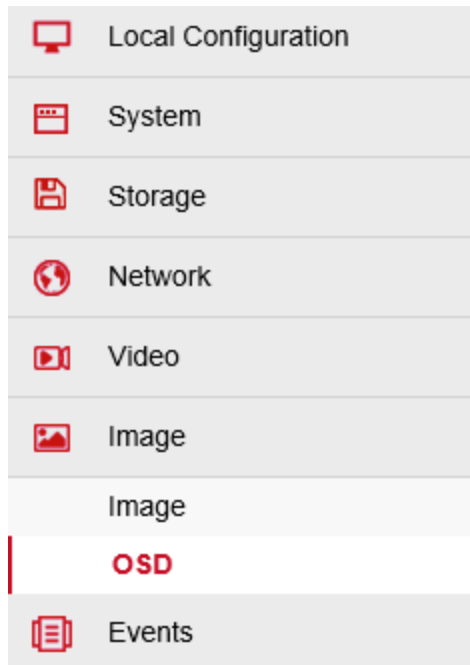 Local Configuration
System
Storage
Network
Video
Image
Image
OSD
Events